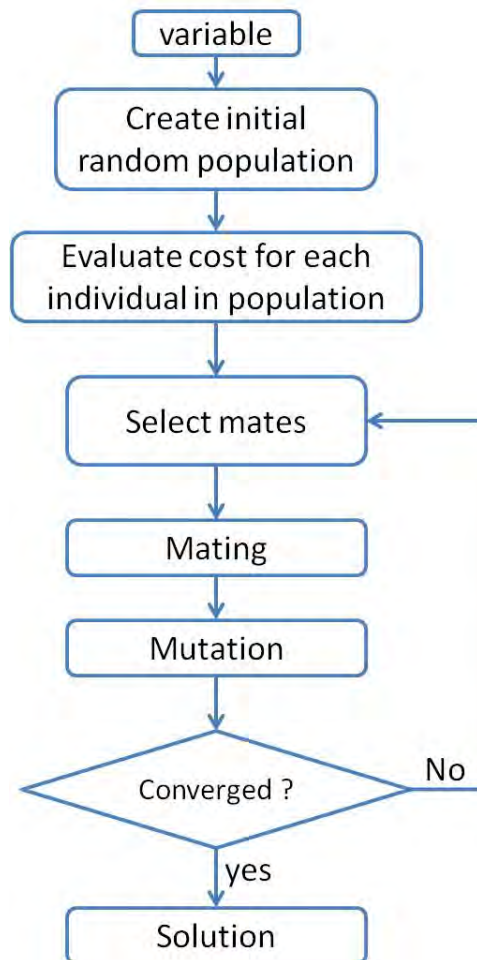 variable
Create initial
random population
Evaluate cost for each
individual in population
Select mates
Mating
Mutation
Converged ?
No
yes
Solution